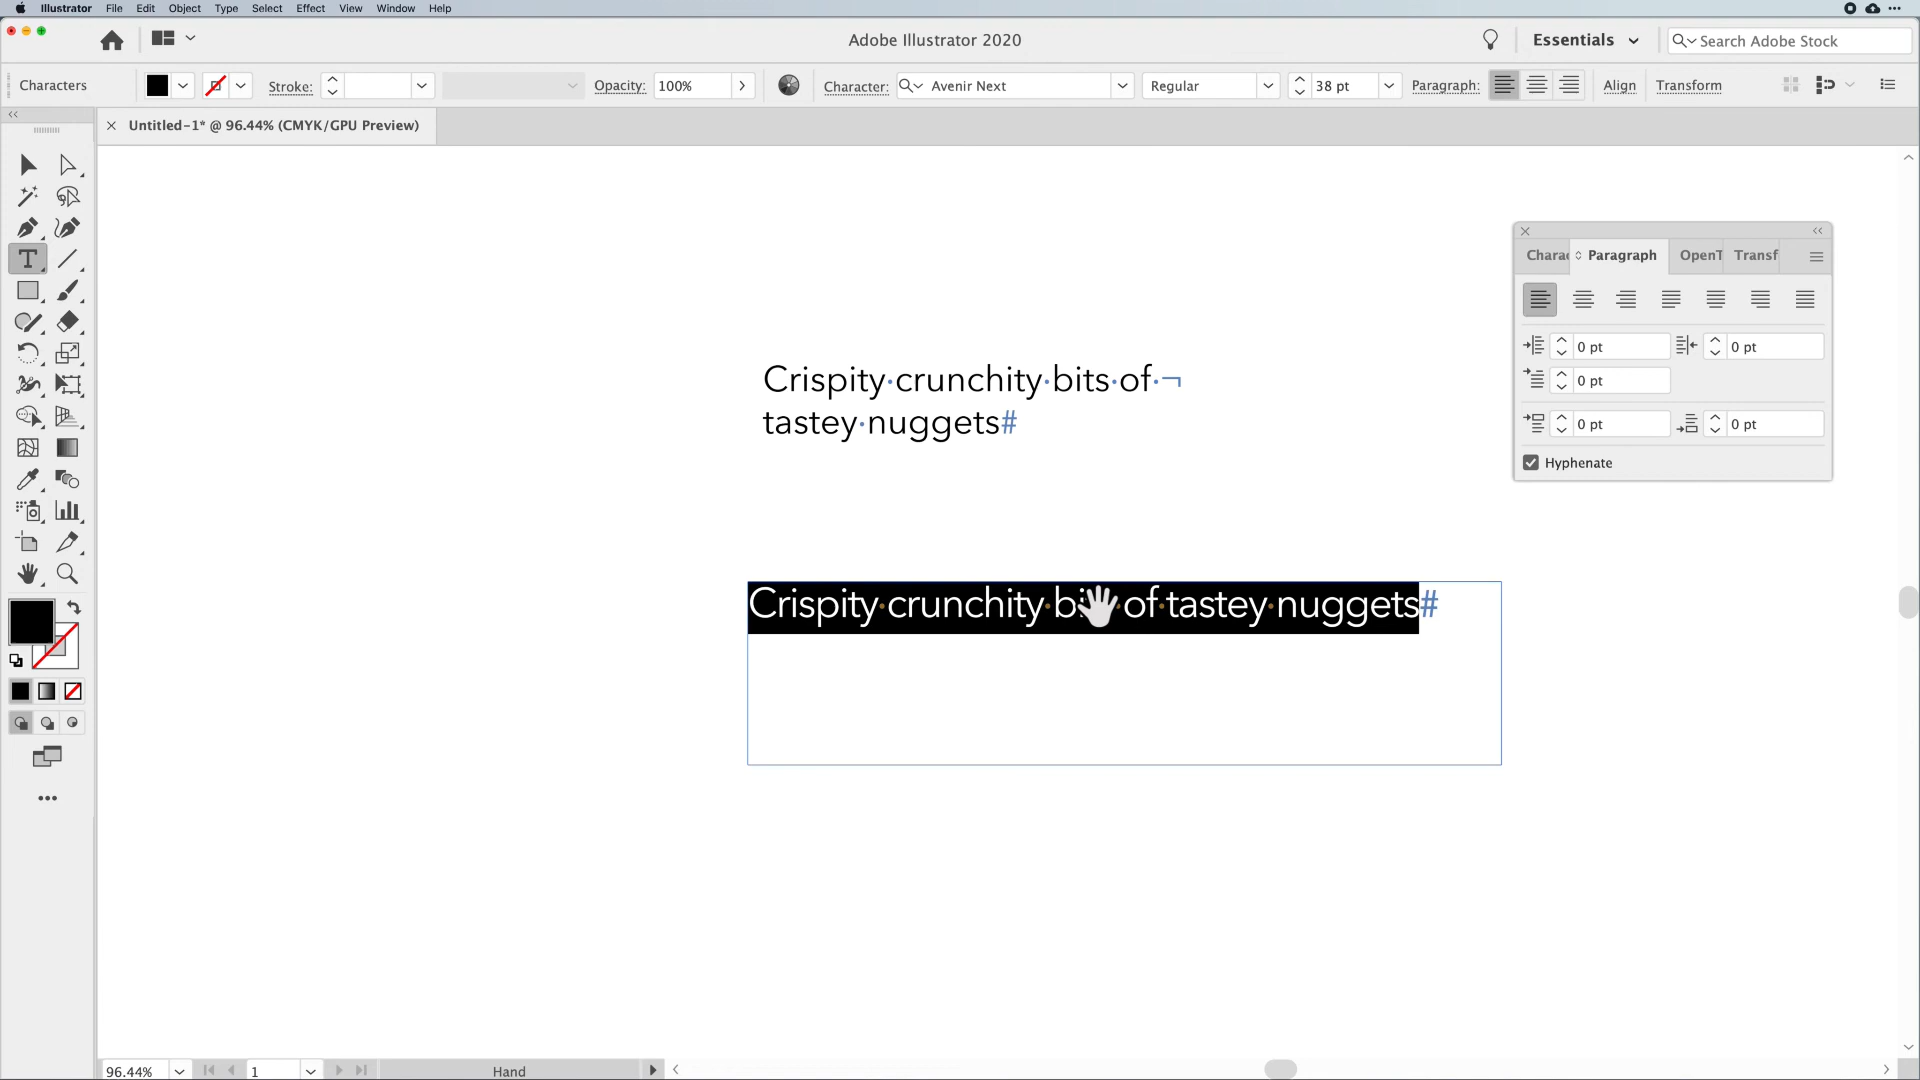 Illustrator File Edit Object Type Select Effect View Window Help
Adobe Illustrator 2020
Essentials
Search Adobe Stock
Characters
Stroke:
Opacity: 100%
Character: Avenir Next
Regular
38 pt
Paragraph:
Align
Transform
Untitled-1* @ 96.44% (CMYK/GPU Preview)
Charac Paragraph OpenT Transf
0 pt 0 pt
0 pt
0 pt 0 pt
Hyphenate
Crispity·crunchity·bits·of·¬
tastey·nuggets#
Crispity·crunchity·bits·of·tastey·nuggets#
96.44%
1
Hand